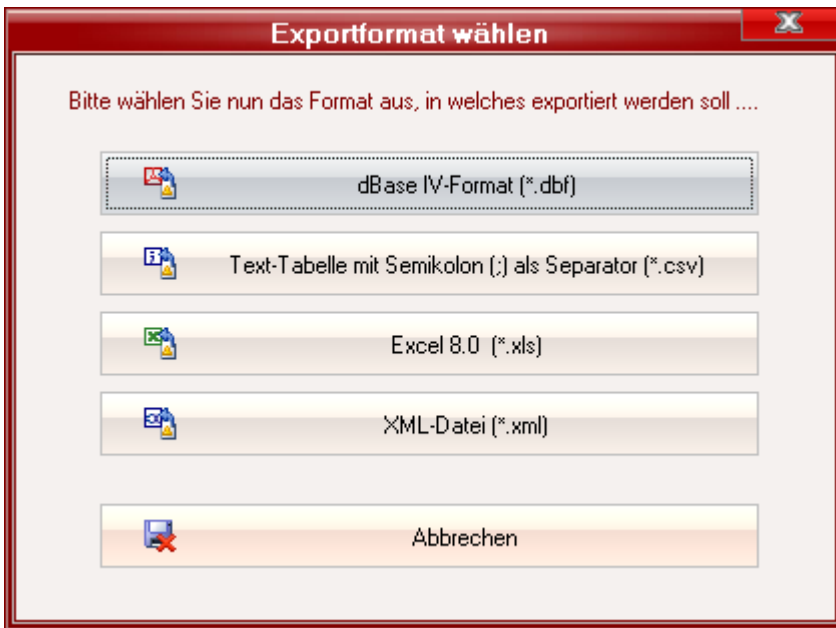 Exportformat wählen
Bitte wählen Sie nun das Format aus, in welches exportiert werden soll ....
dBase IV-Format (*.dbf)
Text-Tabelle mit Semikolon (;) als Separator (*.csv)
Excel 8.0  (*.xls)
XML-Datei (*.xml)
Abbrechen